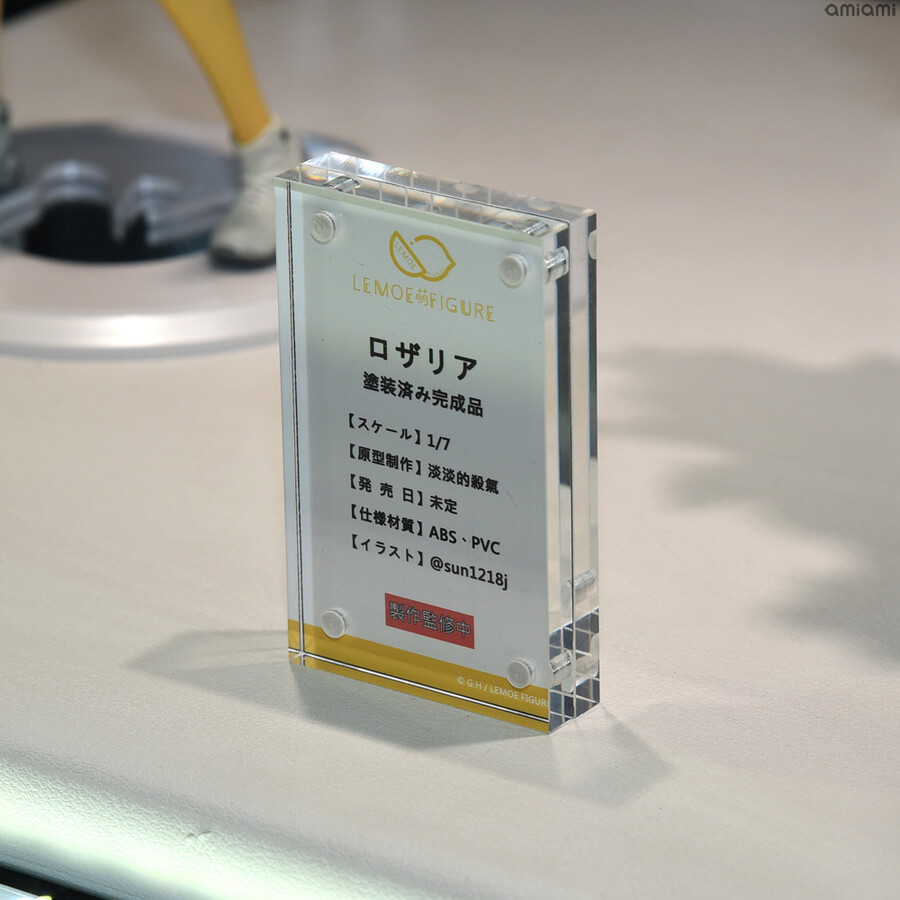 amiami
LEMOE
LEMOE萌FIGURE
ロザリア
塗装済み完成品
【スケール】1/7
【原型制作】淡淡的殺氣
【発 売 日】未定
【仕様材質】ABS、PVC
【イラスト】@sun1218j
製作監修中
© G.H / LEMOE FIGUR